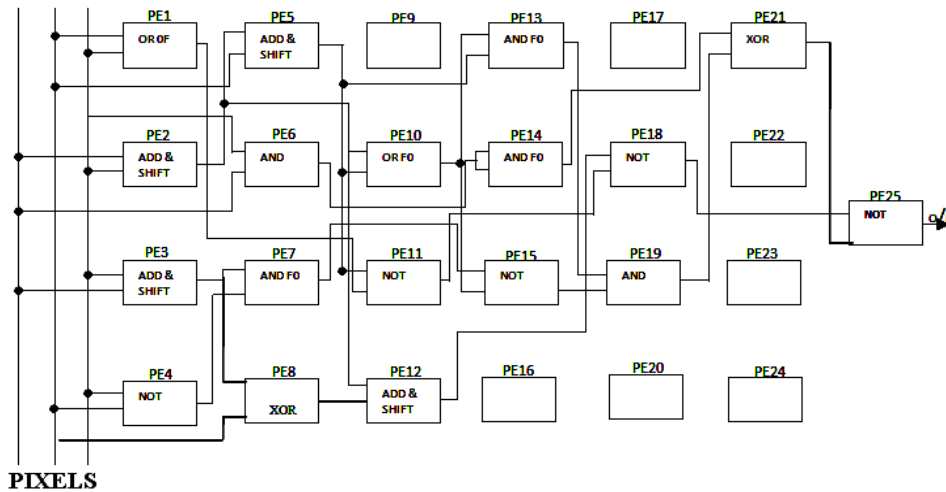 PE1
OR 0F
PE5
ADD &
SHIFT
PE9
PE13
AND F0
PE17
PE21
XOR
PE2
ADD &
SHIFT
PE6
AND
PE10
OR F0
PE14
AND F0
PE18
NOT
PE22
PE25
NOT
PE3
ADD &
SHIFT
PE7
AND F0
PE11
NOT
PE15
NOT
PE19
AND
PE23
PE4
NOT
PE8
XOR
PE12
ADD &
SHIFT
PE16
PE20
PE24
PIXELS